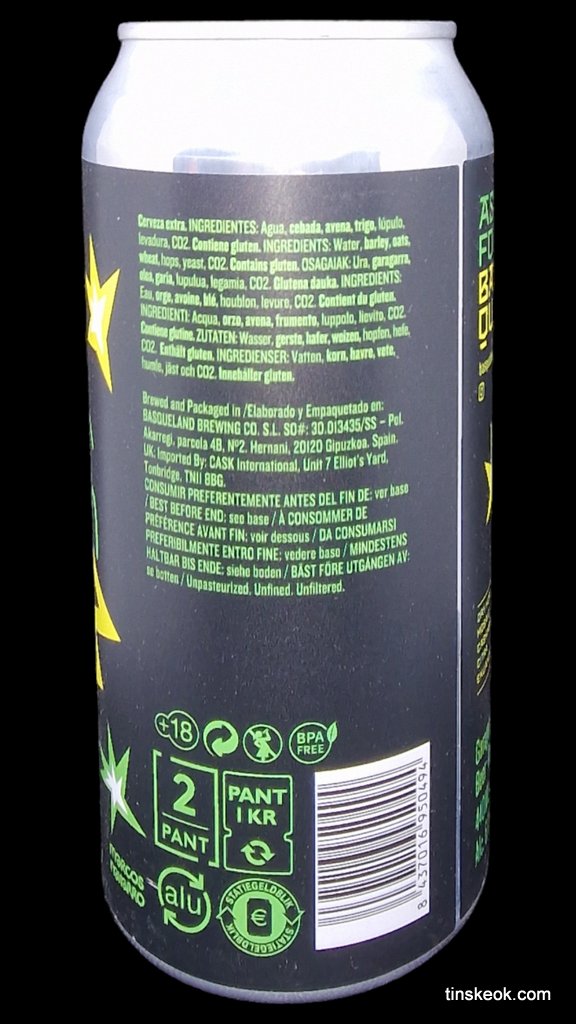 Cerveza extra. INGREDIENTES: Agua, cebada, avena, trigo, lúpulo,
levadura, CO2. Contiene gluten. INGREDIENTS: Water, barley, oats,
wheat, hops, yeast, CO2. Contains gluten. OSAGAIAK: Ura, garagarra,
oloa, garia, lupulua, legamia, CO2. Glutena dauka. INGRÉDIENTS:
Eau, orge, avoine, blé, houblon, levure, CO2. Contient du gluten.
INGREDIENTI: Acqua, orzo, avena, frumento, luppolo, lievito, CO2.
Contiene glutine. ZUTATEN: Wasser, gerste, hafer, weizen, hopfen, hefe,
CO2. Enthält gluten. INGREDIENSER: Vatten, korn, havre, vete,
humle, jäst och CO2. Innehåller gluten.
Brewed and Packaged in /Elaborado y Empaquetado en:
BASQUELAND BREWING CO. S.L. SO#: 30.013435/SS – Pol.
Akarregi, parcela 4B, Nº2. Hernani, 20120 Gipuzkoa. Spain.
UK: Imported By: CASK International, Unit 7 Elliot's Yard,
Tonbridge, TN11 8BG.
CONSUMIR PREFERENTEMENTE ANTES DEL FIN DE: ver base
/ BEST BEFORE END: see base / À CONSOMMER DE
PRÉFÉRENCE AVANT FIN: voir dessous / DA CONSUMARSI
PREFERIBILMENTE ENTRO FINE: vedere base / MINDESTENS
HALTBAR BIS ENDE: siehe boden / BÄST FÖRE UTGÅNGEN AV:
se botten / Unpasteurized. Unfined. Unfiltered.
+18
BPA
FREE
2
PANT
PANT
1 KR
alu
STATIEGELDBLIK
€
STATIEGELDBLIK
8 437016 950494
MARCOS
tinskeok.com